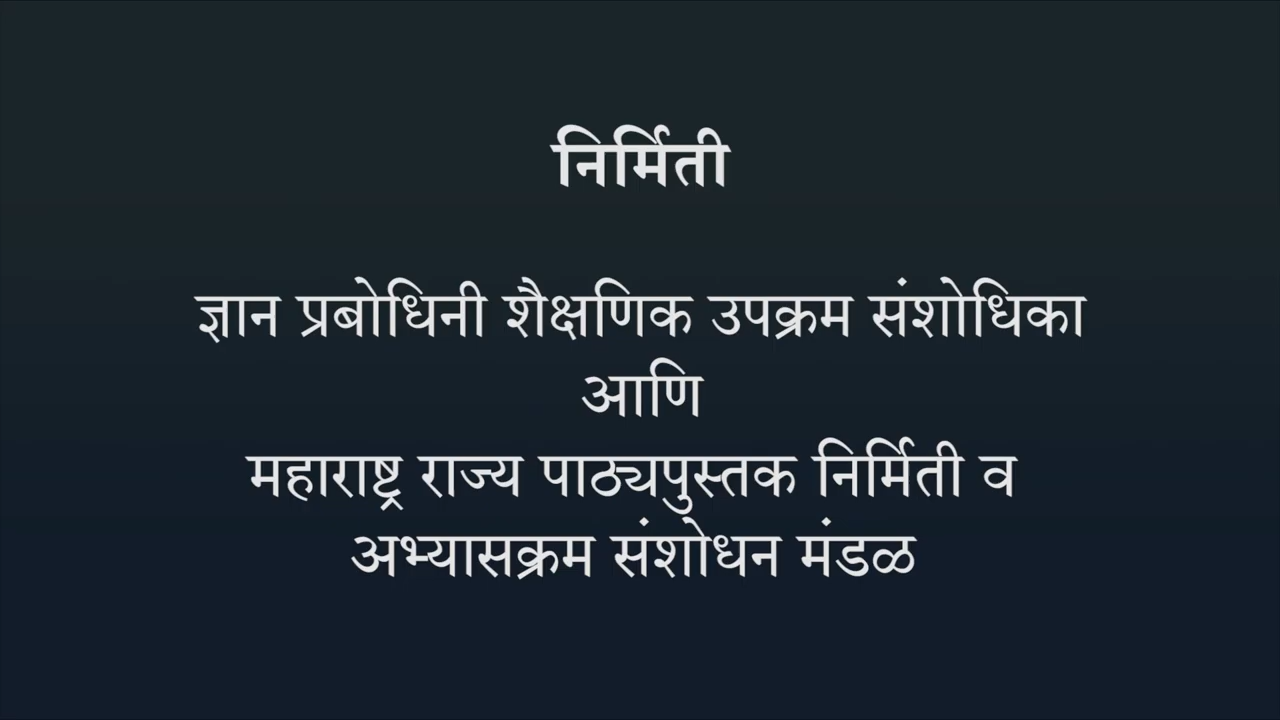 निर्मिती
ज्ञान प्रबोधिनी शैक्षणिक उपक्रम संशोधिका
आणि
महाराष्ट्र राज्य पाठ्यपुस्तक निर्मिती व
अभ्यासक्रम संशोधन मंडळ